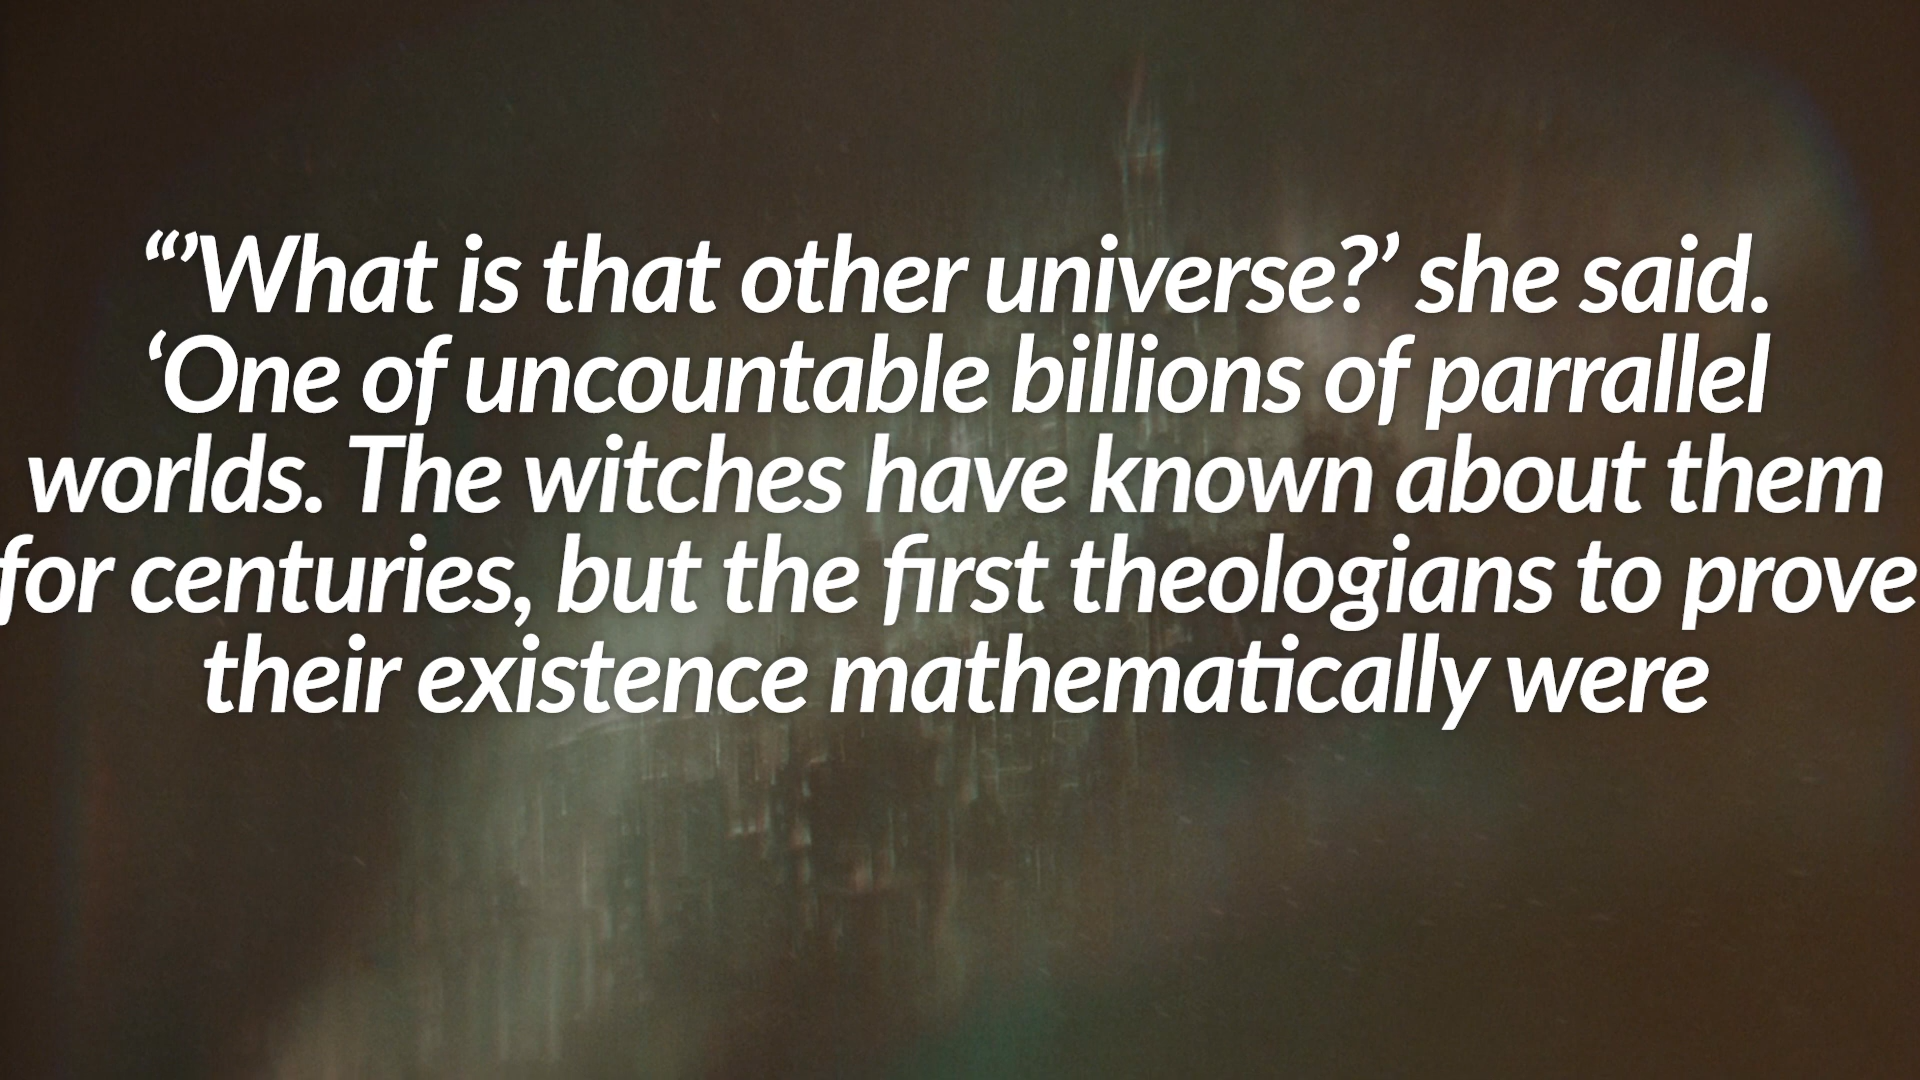 “’What is that other universe?’ she said.
‘One of uncountable billions of parrallel
worlds. The witches have known about them
for centuries, but the first theologians to prove
their existence mathematically were